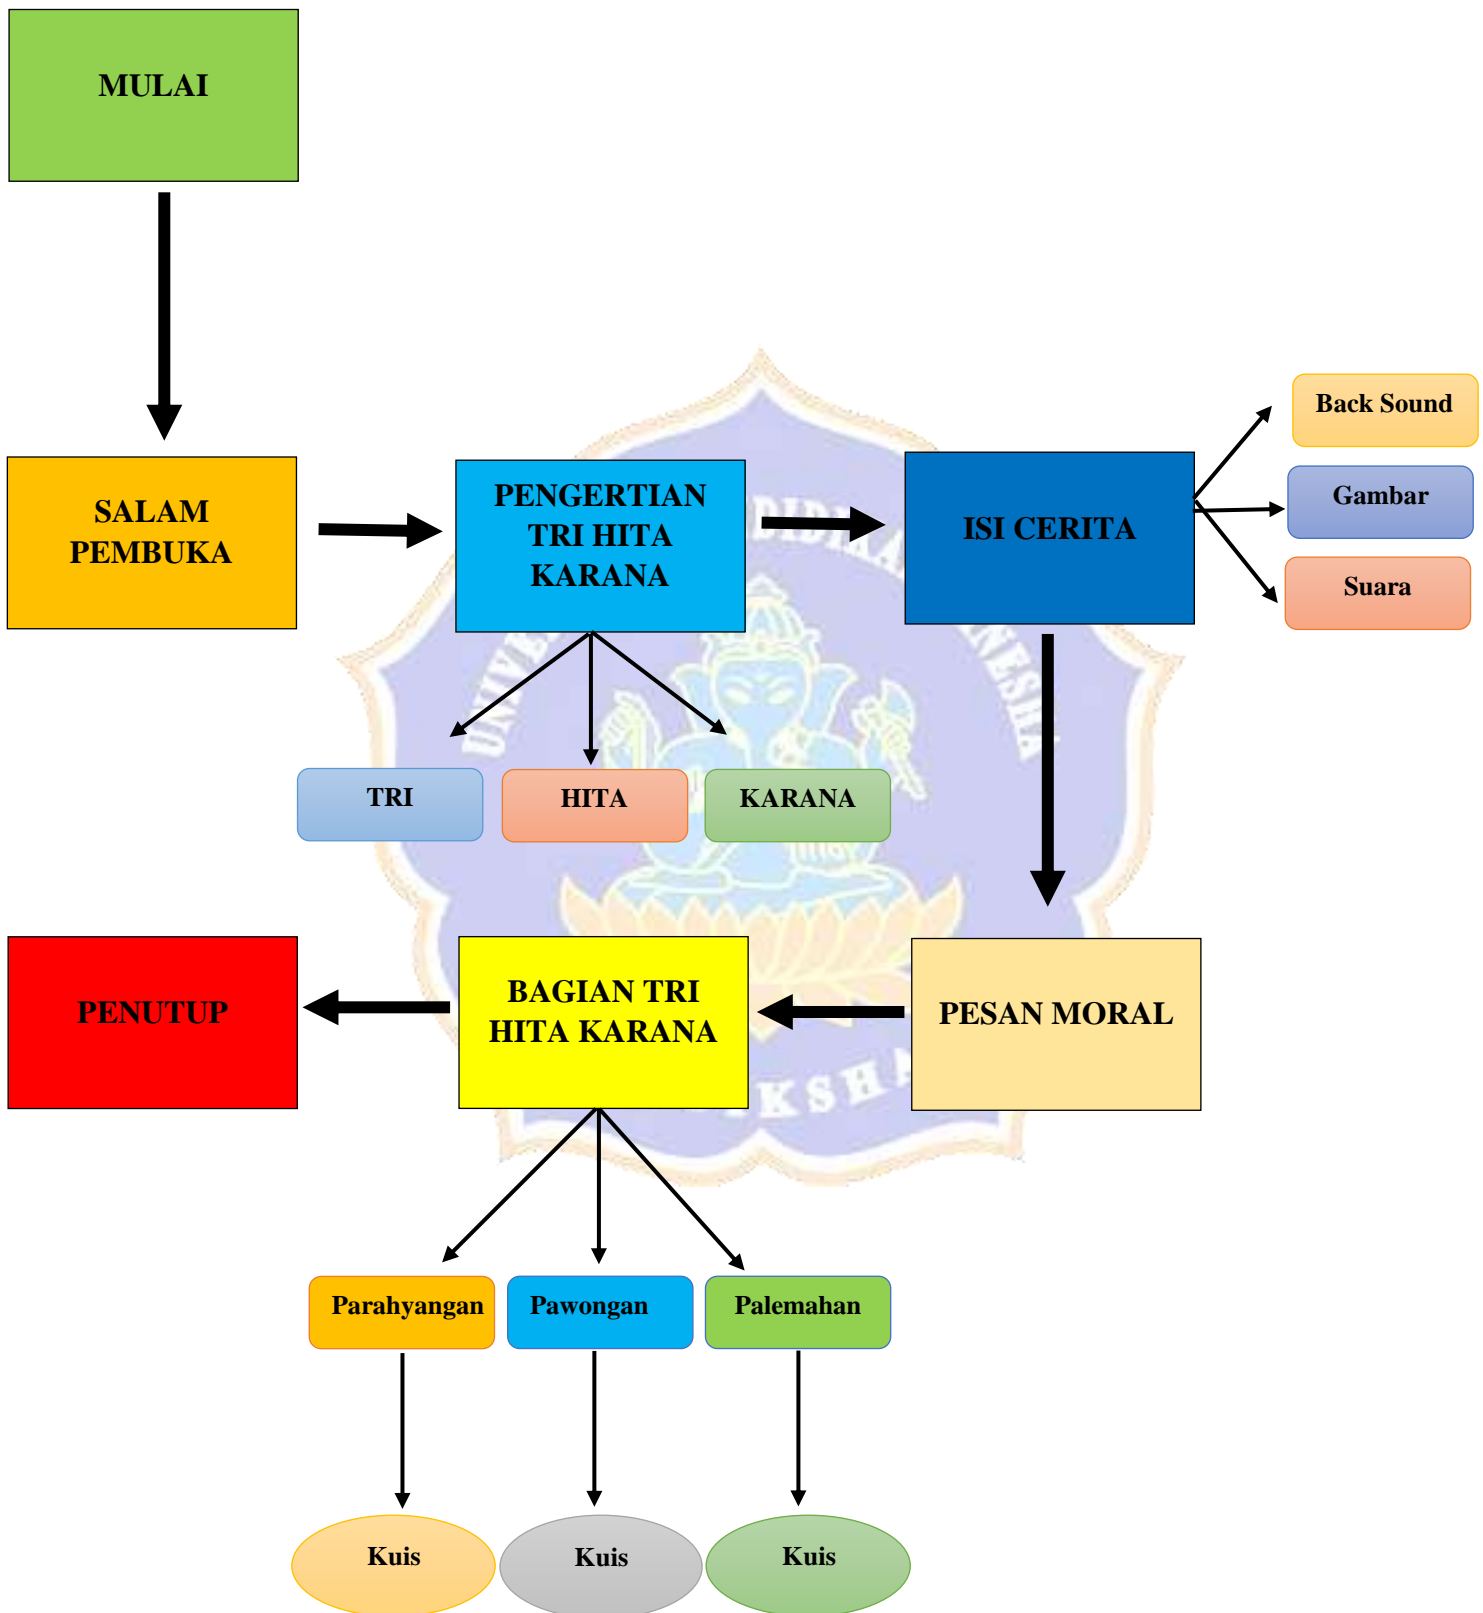 MULAI
SALAM
PEMBUKA
PENGERTIAN
TRI HITA
KARANA
ISI CERITA
Back Sound
Gambar
Suara
TRI
HITA
KARANA
PENUTUP
BAGIAN TRI
HITA KARANA
PESAN MORAL
Parahyangan
Pawongan
Palemahan
Kuis
Kuis
Kuis